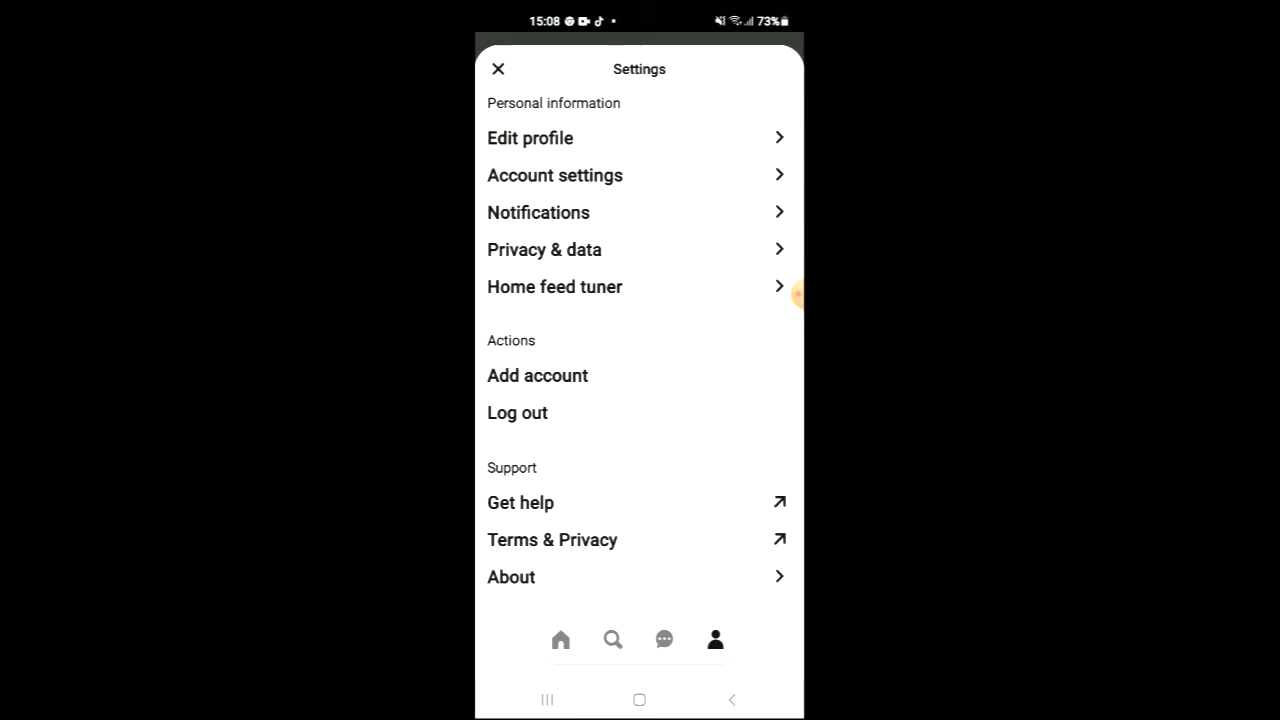 15:08 73%
Settings
Personal information
Edit profile
Account settings
Notifications
Privacy & data
Home feed tuner
Actions
Add account
Log out
Support
Get help
Terms & Privacy
About